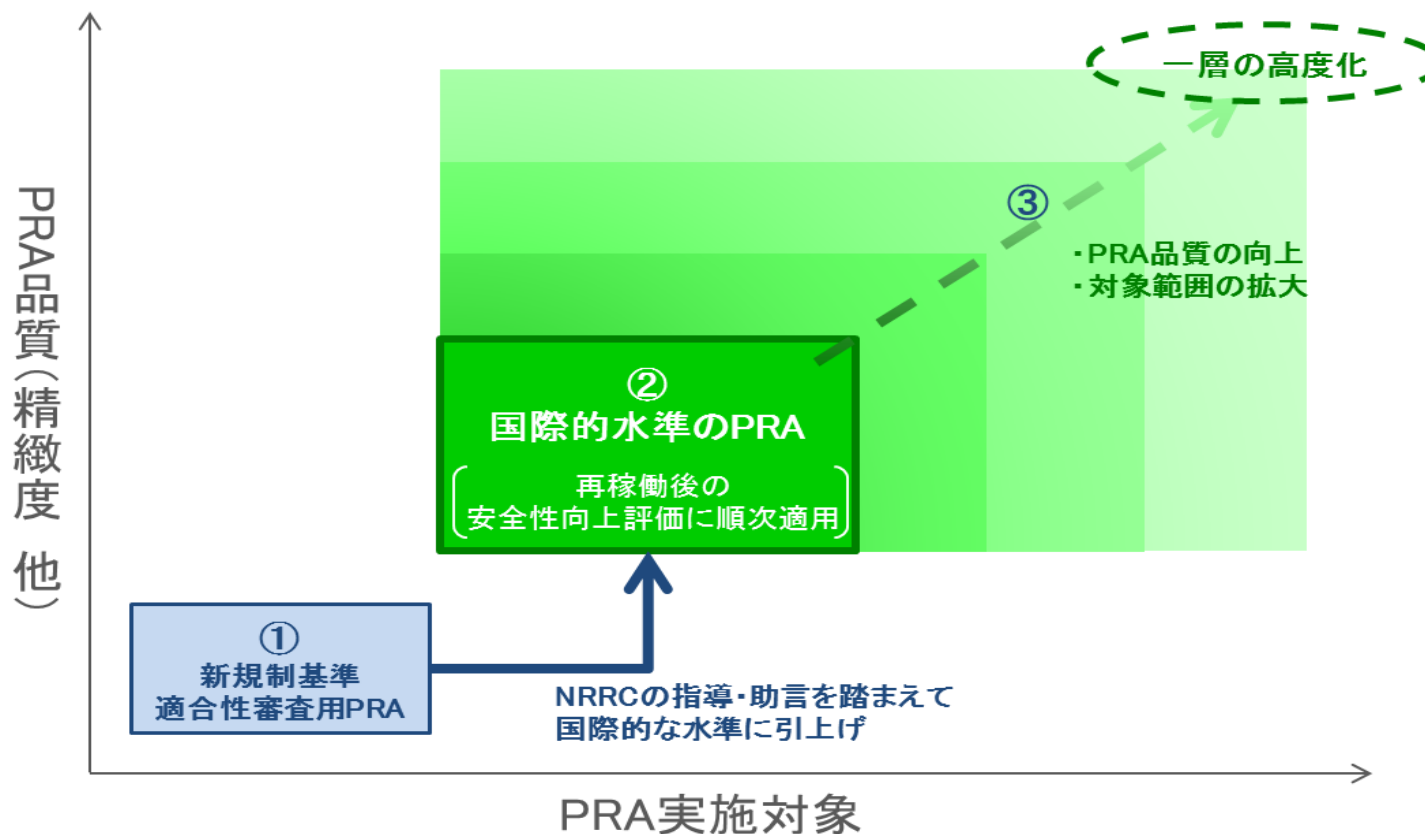 一層の高度化
③
・PRA品質の向上
・対象範囲の拡大
PRA品質(精緻度 他)
②
国際的水準のPRA
再稼働後の
安全性向上評価に順次適用
①
新規制基準
適合性審査用PRA
NRRCの指導・助言を踏まえて
国際的な水準に引上げ
PRA実施対象